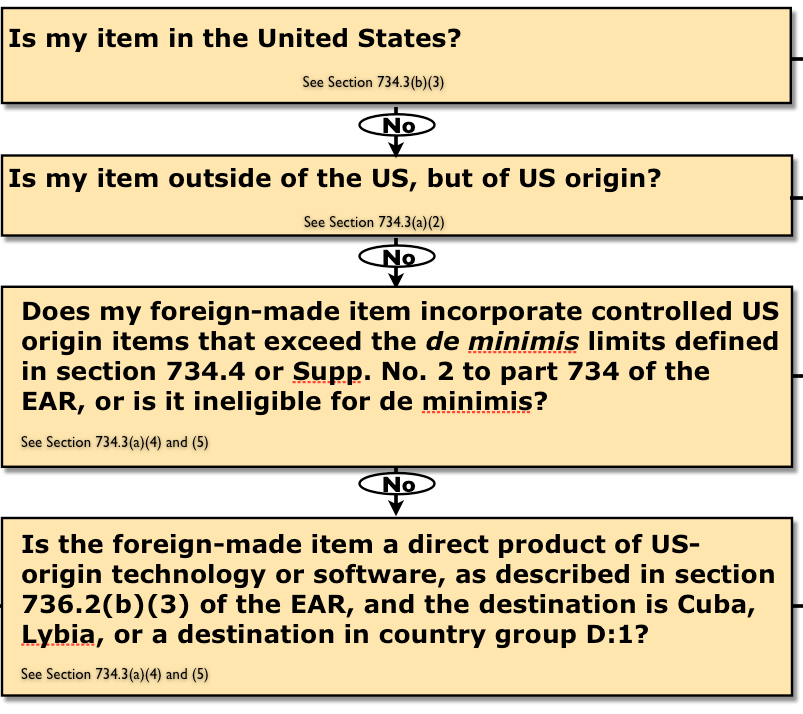 Is my item in the United States?
See Section 734.3(b)(3)
No
Is my item outside of the US, but of US origin?
See Section 734.3(a)(2)
No
Does my foreign-made item incorporate controlled US
origin items that exceed the de minimis limits defined
in section 734.4 or Supp. No. 2 to part 734 of the
EAR, or is it ineligible for de minimis?
See Section 734.3(a)(4) and (5)
No
Is the foreign-made item a direct product of US-
origin technology or software, as described in section
736.2(b)(3) of the EAR, and the destination is Cuba,
Lybia, or a destination in country group D:1?
See Section 734.3(a)(4) and (5)